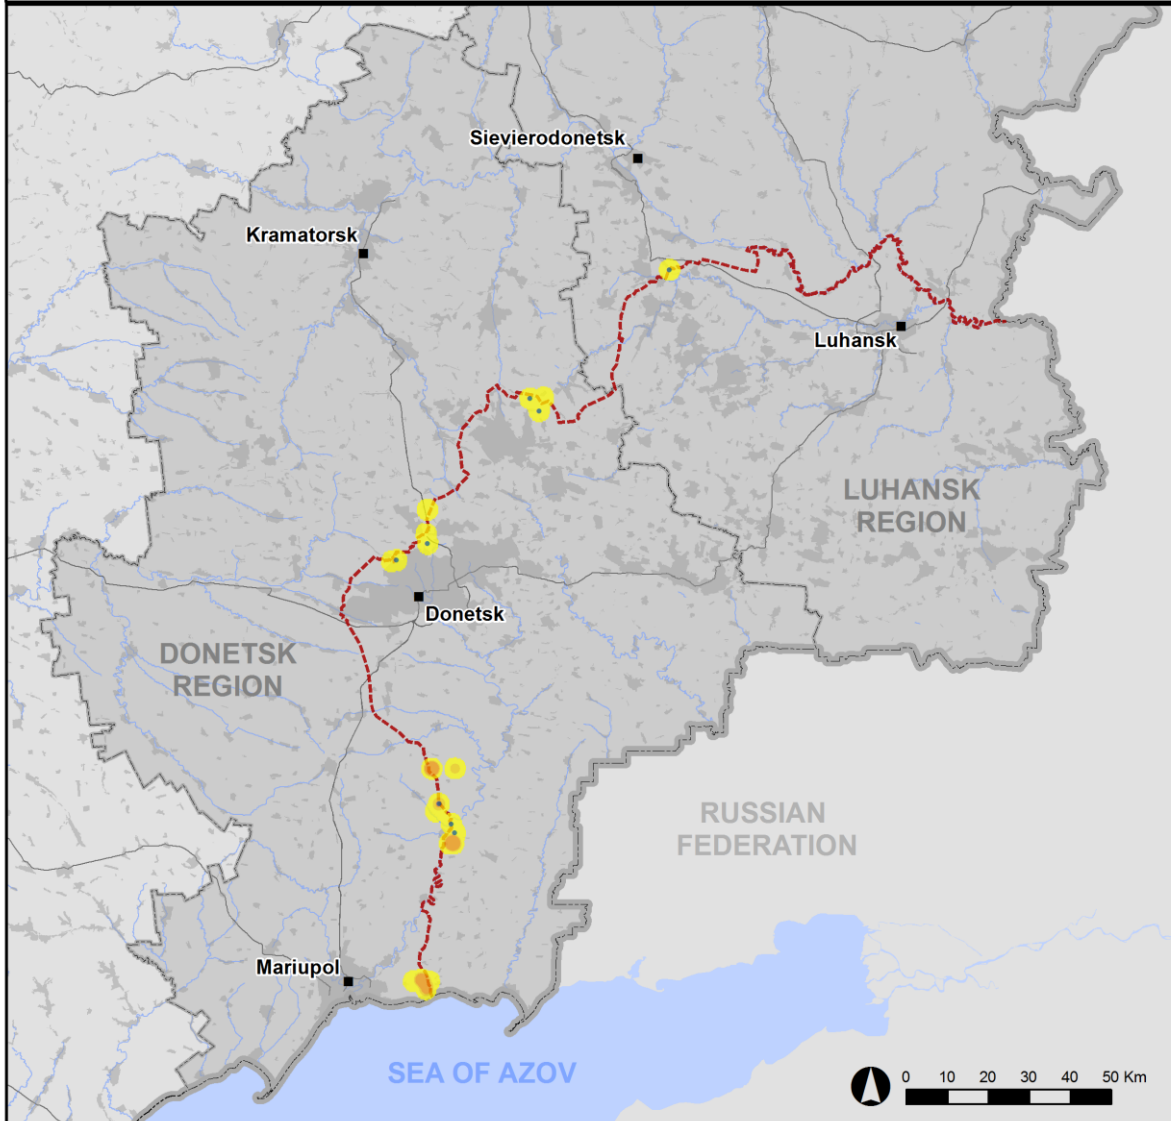 Sievierodonetsk
Kramatorsk
Luhansk
LUHANSK
REGION
Donetsk
DONETSK
REGION
RUSSIAN
FEDERATION
Mariupol
SEA OF AZOV
0 10 20 30 40 50 Km